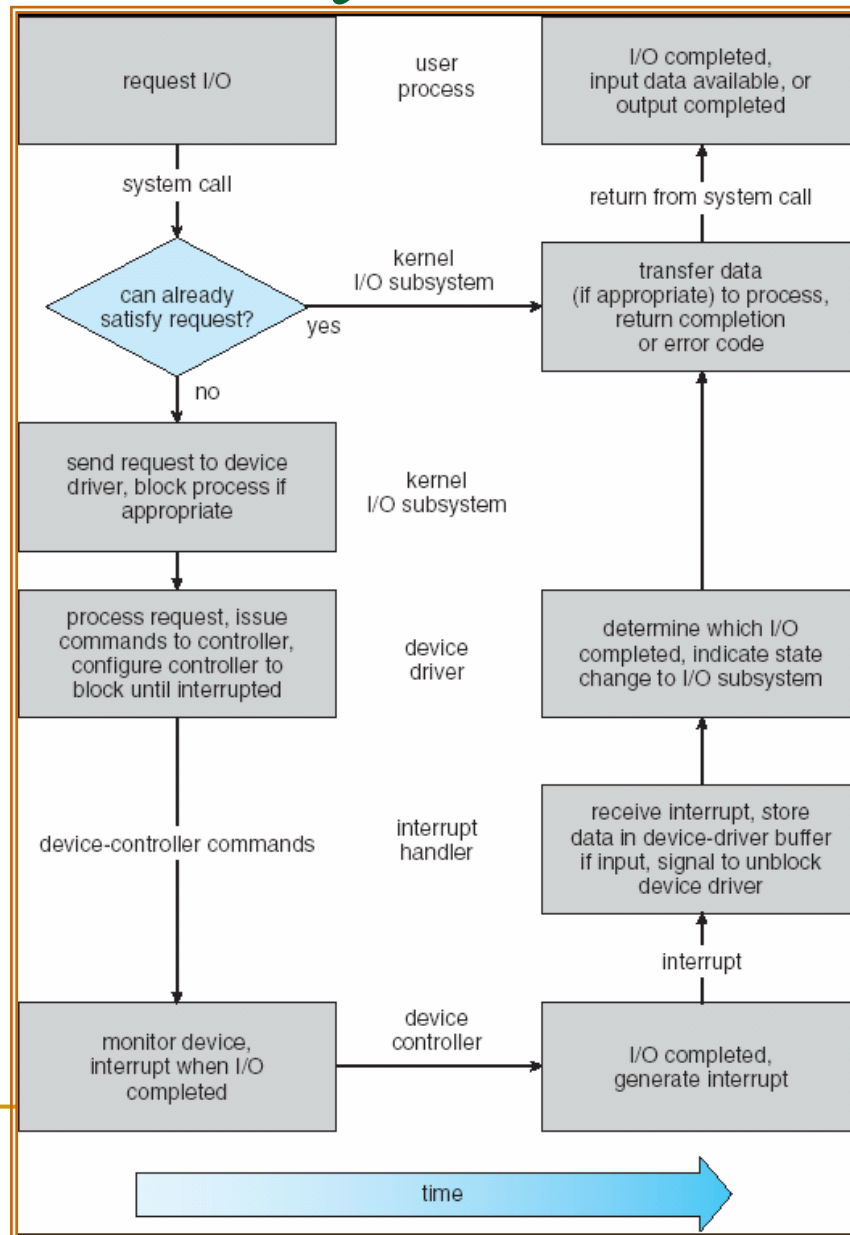 request I/O
user
process
I/O completed,
input data available, or
output completed
system call
return from system call
can already
satisfy request?
kernel
I/O subsystem
yes
transfer data
(if appropriate) to process,
return completion
or error code
no
send request to device
driver, block process if
appropriate
kernel
I/O subsystem
process request, issue
commands to controller,
configure controller to
block until interrupted
device
driver
determine which I/O
completed, indicate state
change to I/O subsystem
device-controller commands
interrupt
handler
receive interrupt, store
data in device-driver buffer
if input, signal to unblock
device driver
interrupt
monitor device,
interrupt when I/O
completed
device
controller
I/O completed,
generate interrupt
time